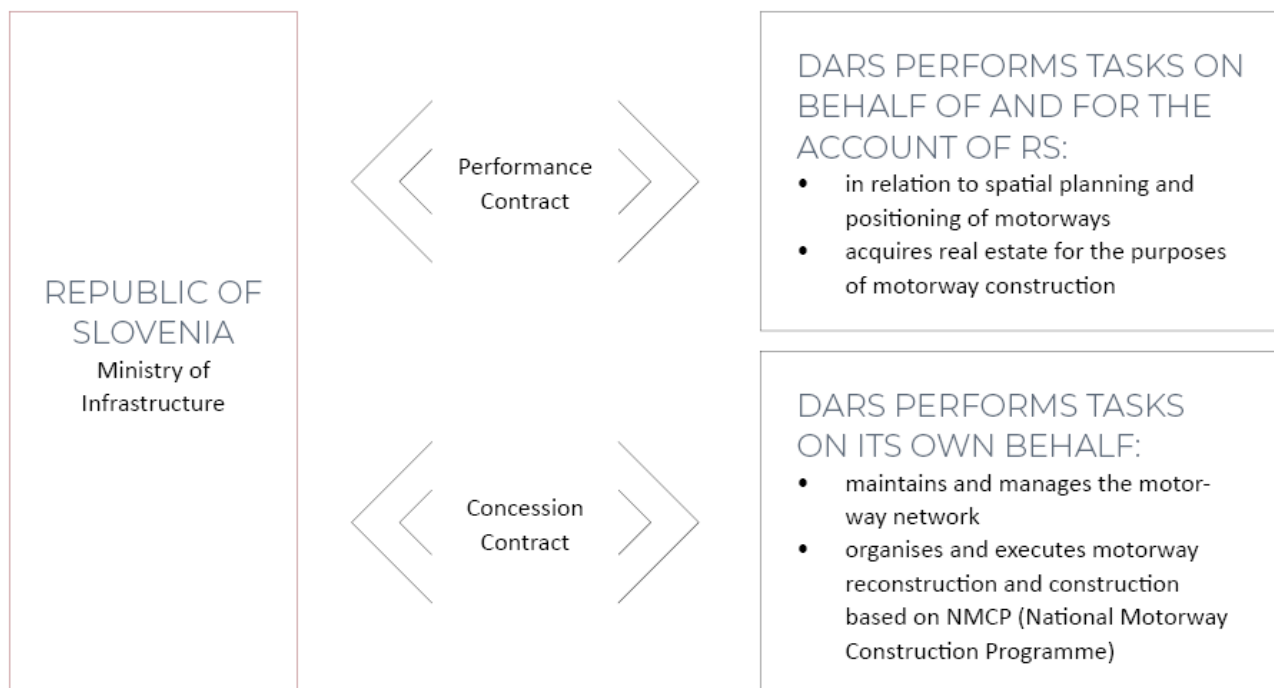 REPUBLIC OF
SLOVENIA
Ministry of
Infrastructure
Performance
Contract
DARS PERFORMS TASKS ON
BEHALF OF AND FOR THE
ACCOUNT OF RS:
• in relation to spatial planning and
positioning of motorways
• acquires real estate for the purposes
of motorway construction
Concession
Contract
DARS PERFORMS TASKS
ON ITS OWN BEHALF:
• maintains and manages the motor-
way network
• organises and executes motorway
reconstruction and construction
based on NMCP (National Motorway
Construction Programme)